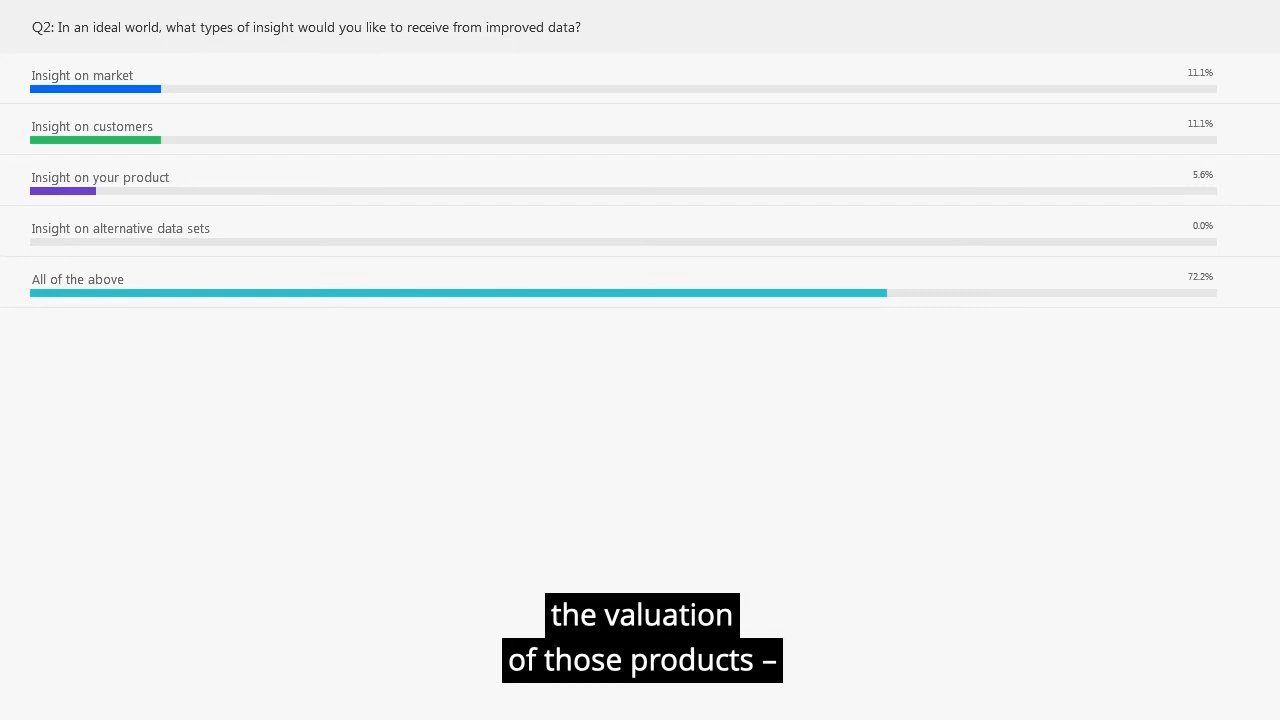 Q2: In an ideal world, what types of insight would you like to receive from improved data?
Insight on market 11.1%
Insight on customers 11.1%
Insight on your product 5.6%
Insight on alternative data sets 0.0%
All of the above 72.2%
the valuation
of those products –